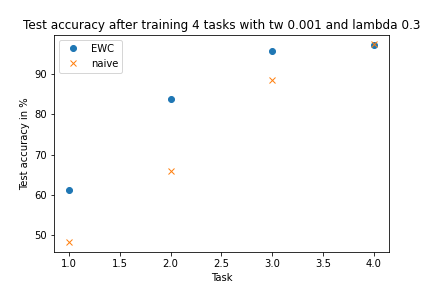 Test accuracy after training 4 tasks with tw 0.001 and lambda 0.3
EWC
naive
90
80
70
60
50
Test accuracy in %
1.0 1.5 2.0 2.5 3.0 3.5 4.0
Task